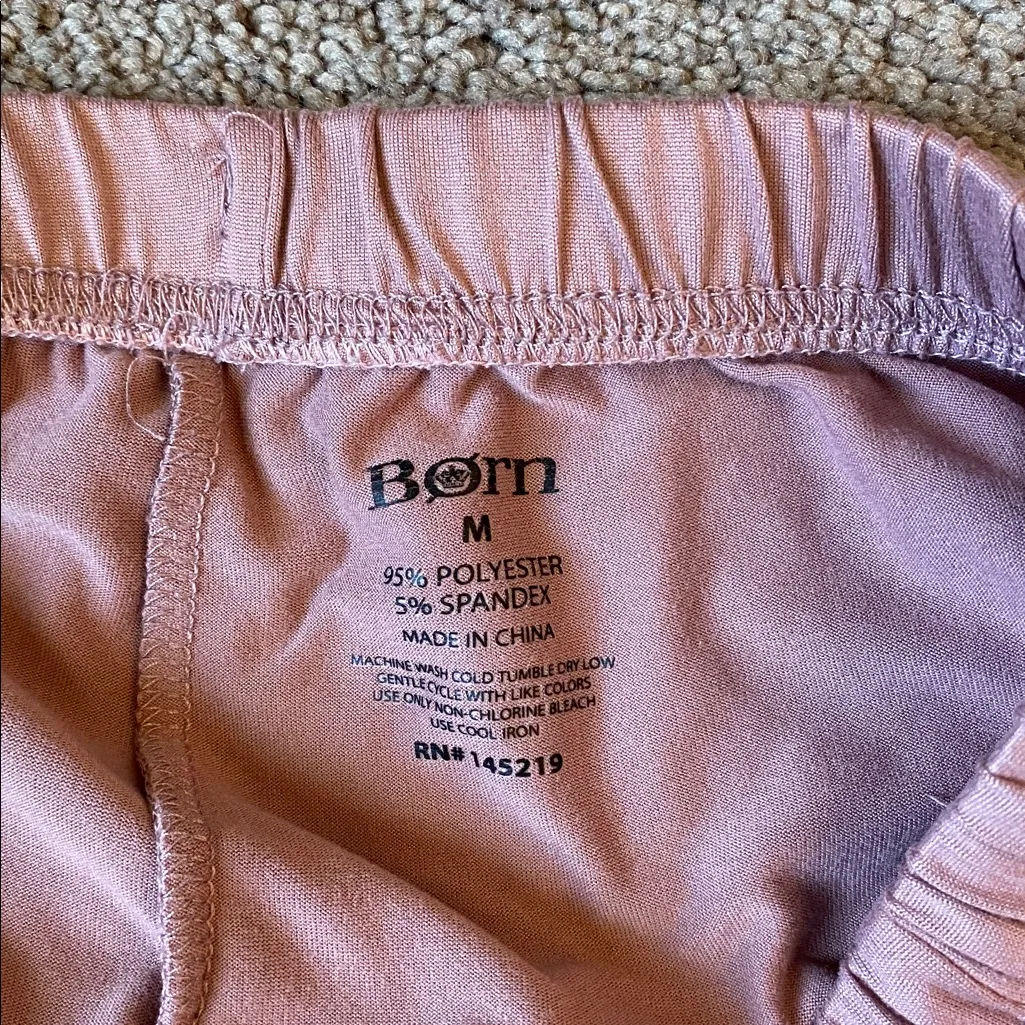 BØrn
M
95% POLYESTER
5% SPANDEX
MADE IN CHINA
MACHINE WASH COLD TUMBLE DRY LOW
GENTLE CYCLE WITH LIKE COLORS
USE ONLY NON-CHLORINE BLEACH
USE COOL IRON
RN# 145219